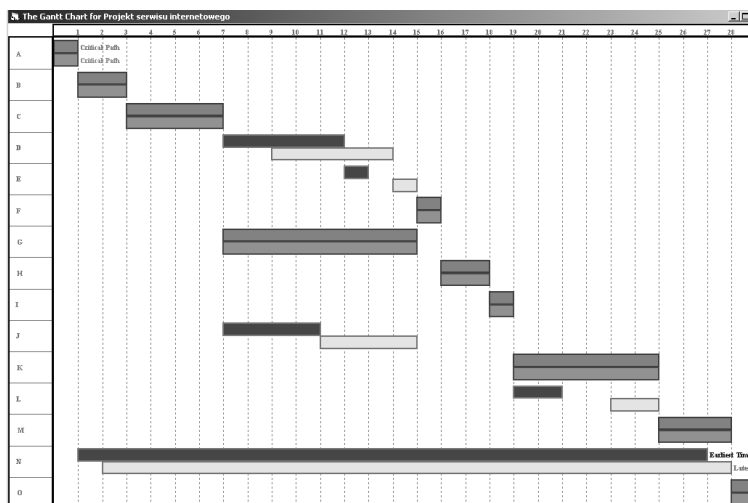 The Gantt Chart for Projekt serwisu internetowego
1 2 3 4 5 6 7 8 9 10 11 12 13 14 15 16 17 18 19 20 21 22 23 24 25 26 27 28
A
Critical Path
Critical Path
B
C
D
E
F
G
H
I
J
K
L
M
N
Earliest Time
Late
O